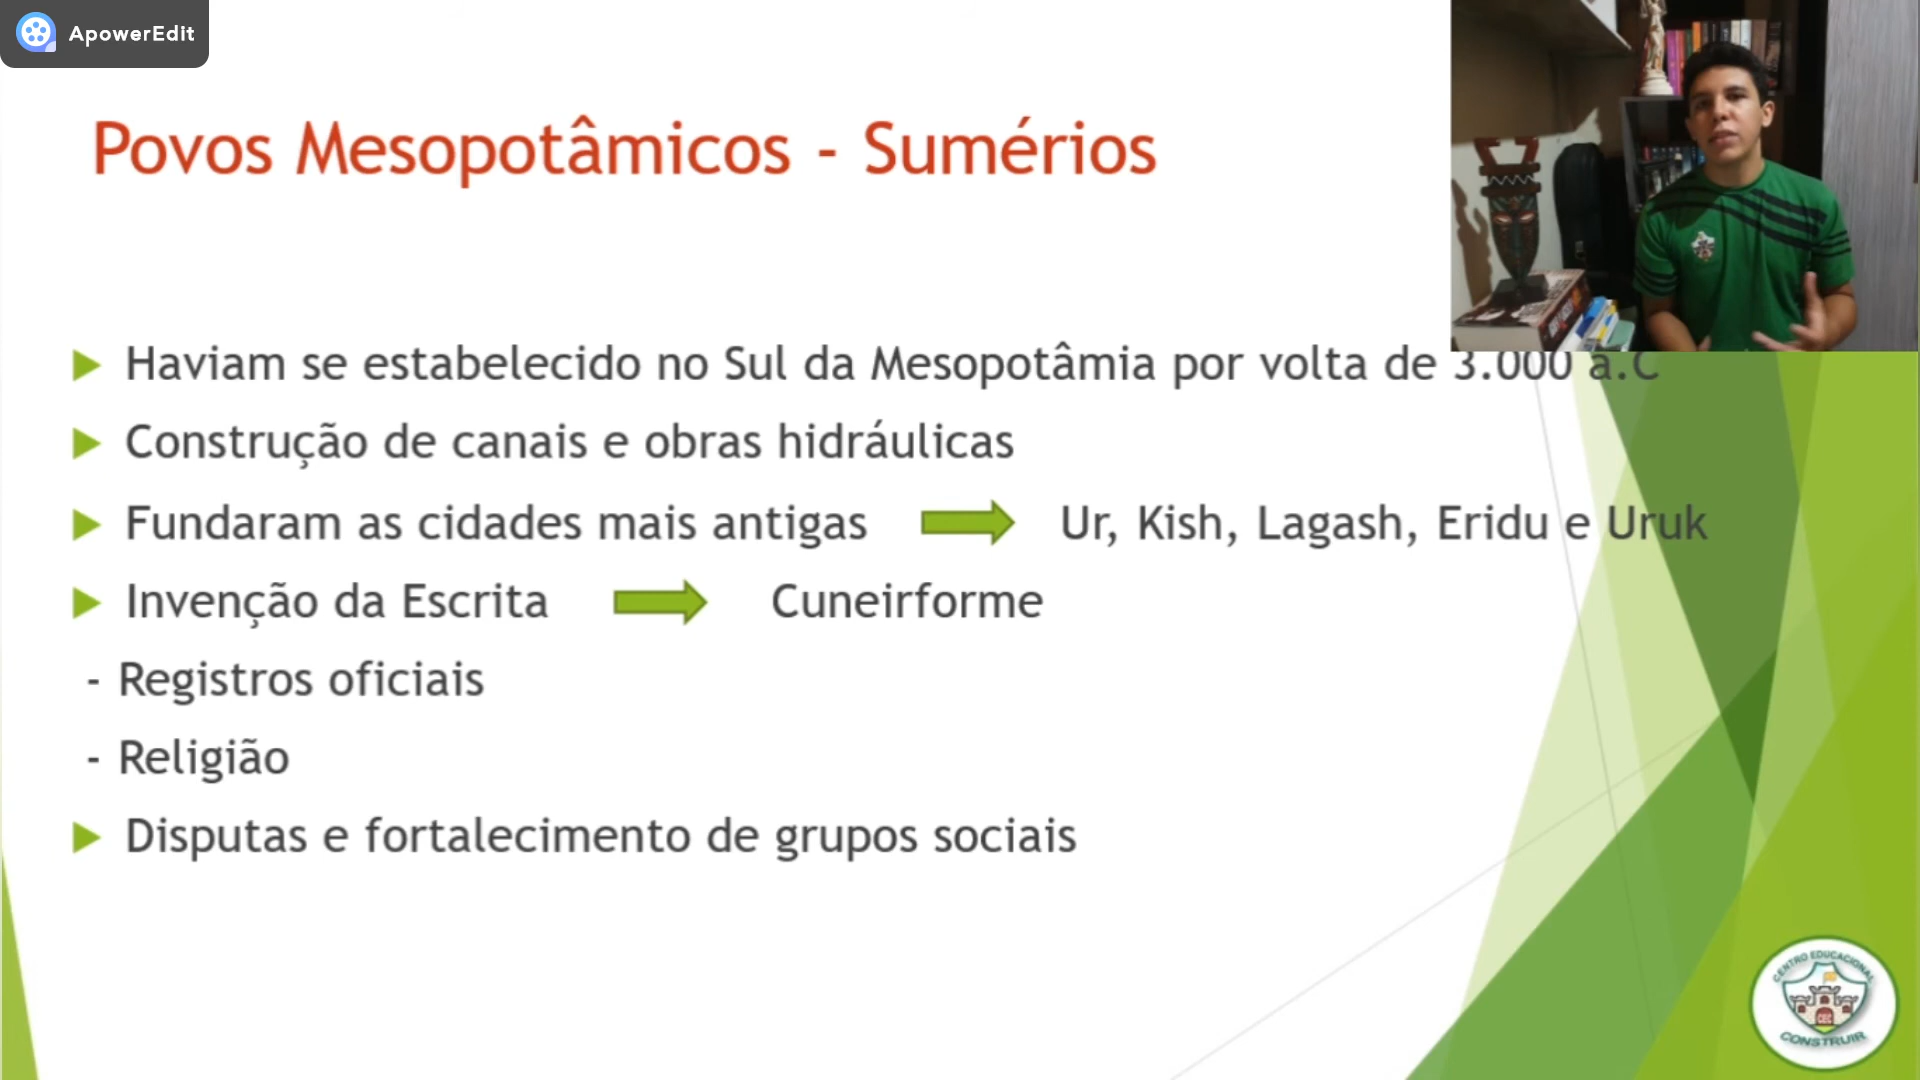 ApowerEdit
Povos Mesopotâmicos - Sumérios
Haviam se estabelecido no Sul da Mesopotâmia por volta de 3.000 a.C
Construção de canais e obras hidráulicas
Fundaram as cidades mais antigas Ur, Kish, Lagash, Eridu e Uruk
Invenção da Escrita Cuneirforme
- Registros oficiais
- Religião
Disputas e fortalecimento de grupos sociais
CENTRO EDUCACIONAL
CEC
CONSTRUIR